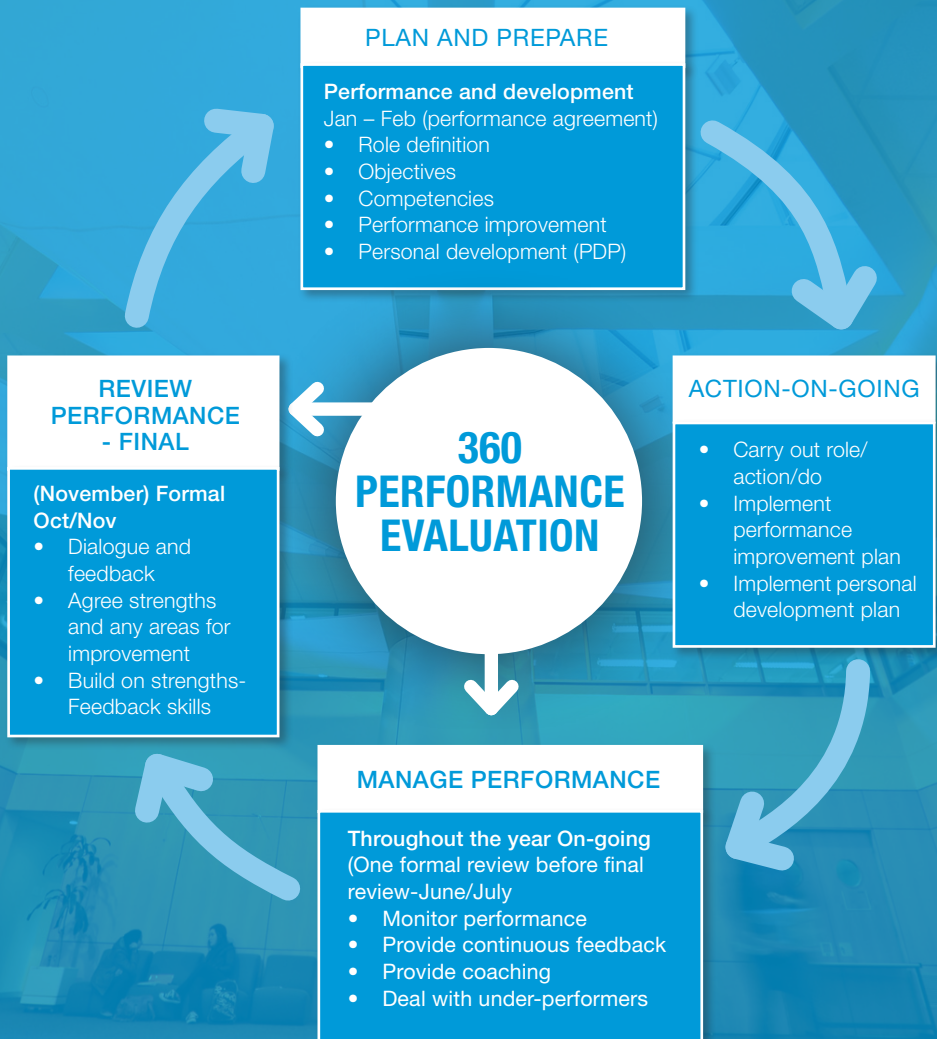 PLAN AND PREPARE
Performance and development
Jan – Feb (performance agreement)
• Role definition
• Objectives
• Competencies
• Performance improvement
• Personal development (PDP)
360
PERFORMANCE
EVALUATION
ACTION-ON-GOING
• Carry out role/
action/do
• Implement
performance
improvement plan
• Implement personal
development plan
MANAGE PERFORMANCE
Throughout the year On-going
(One formal review before final
review-June/July
• Monitor performance
• Provide continuous feedback
• Provide coaching
• Deal with under-performers
REVIEW
PERFORMANCE
- FINAL
(November) Formal
Oct/Nov
• Dialogue and
feedback
• Agree strengths
and any areas for
improvement
• Build on strengths-
Feedback skills